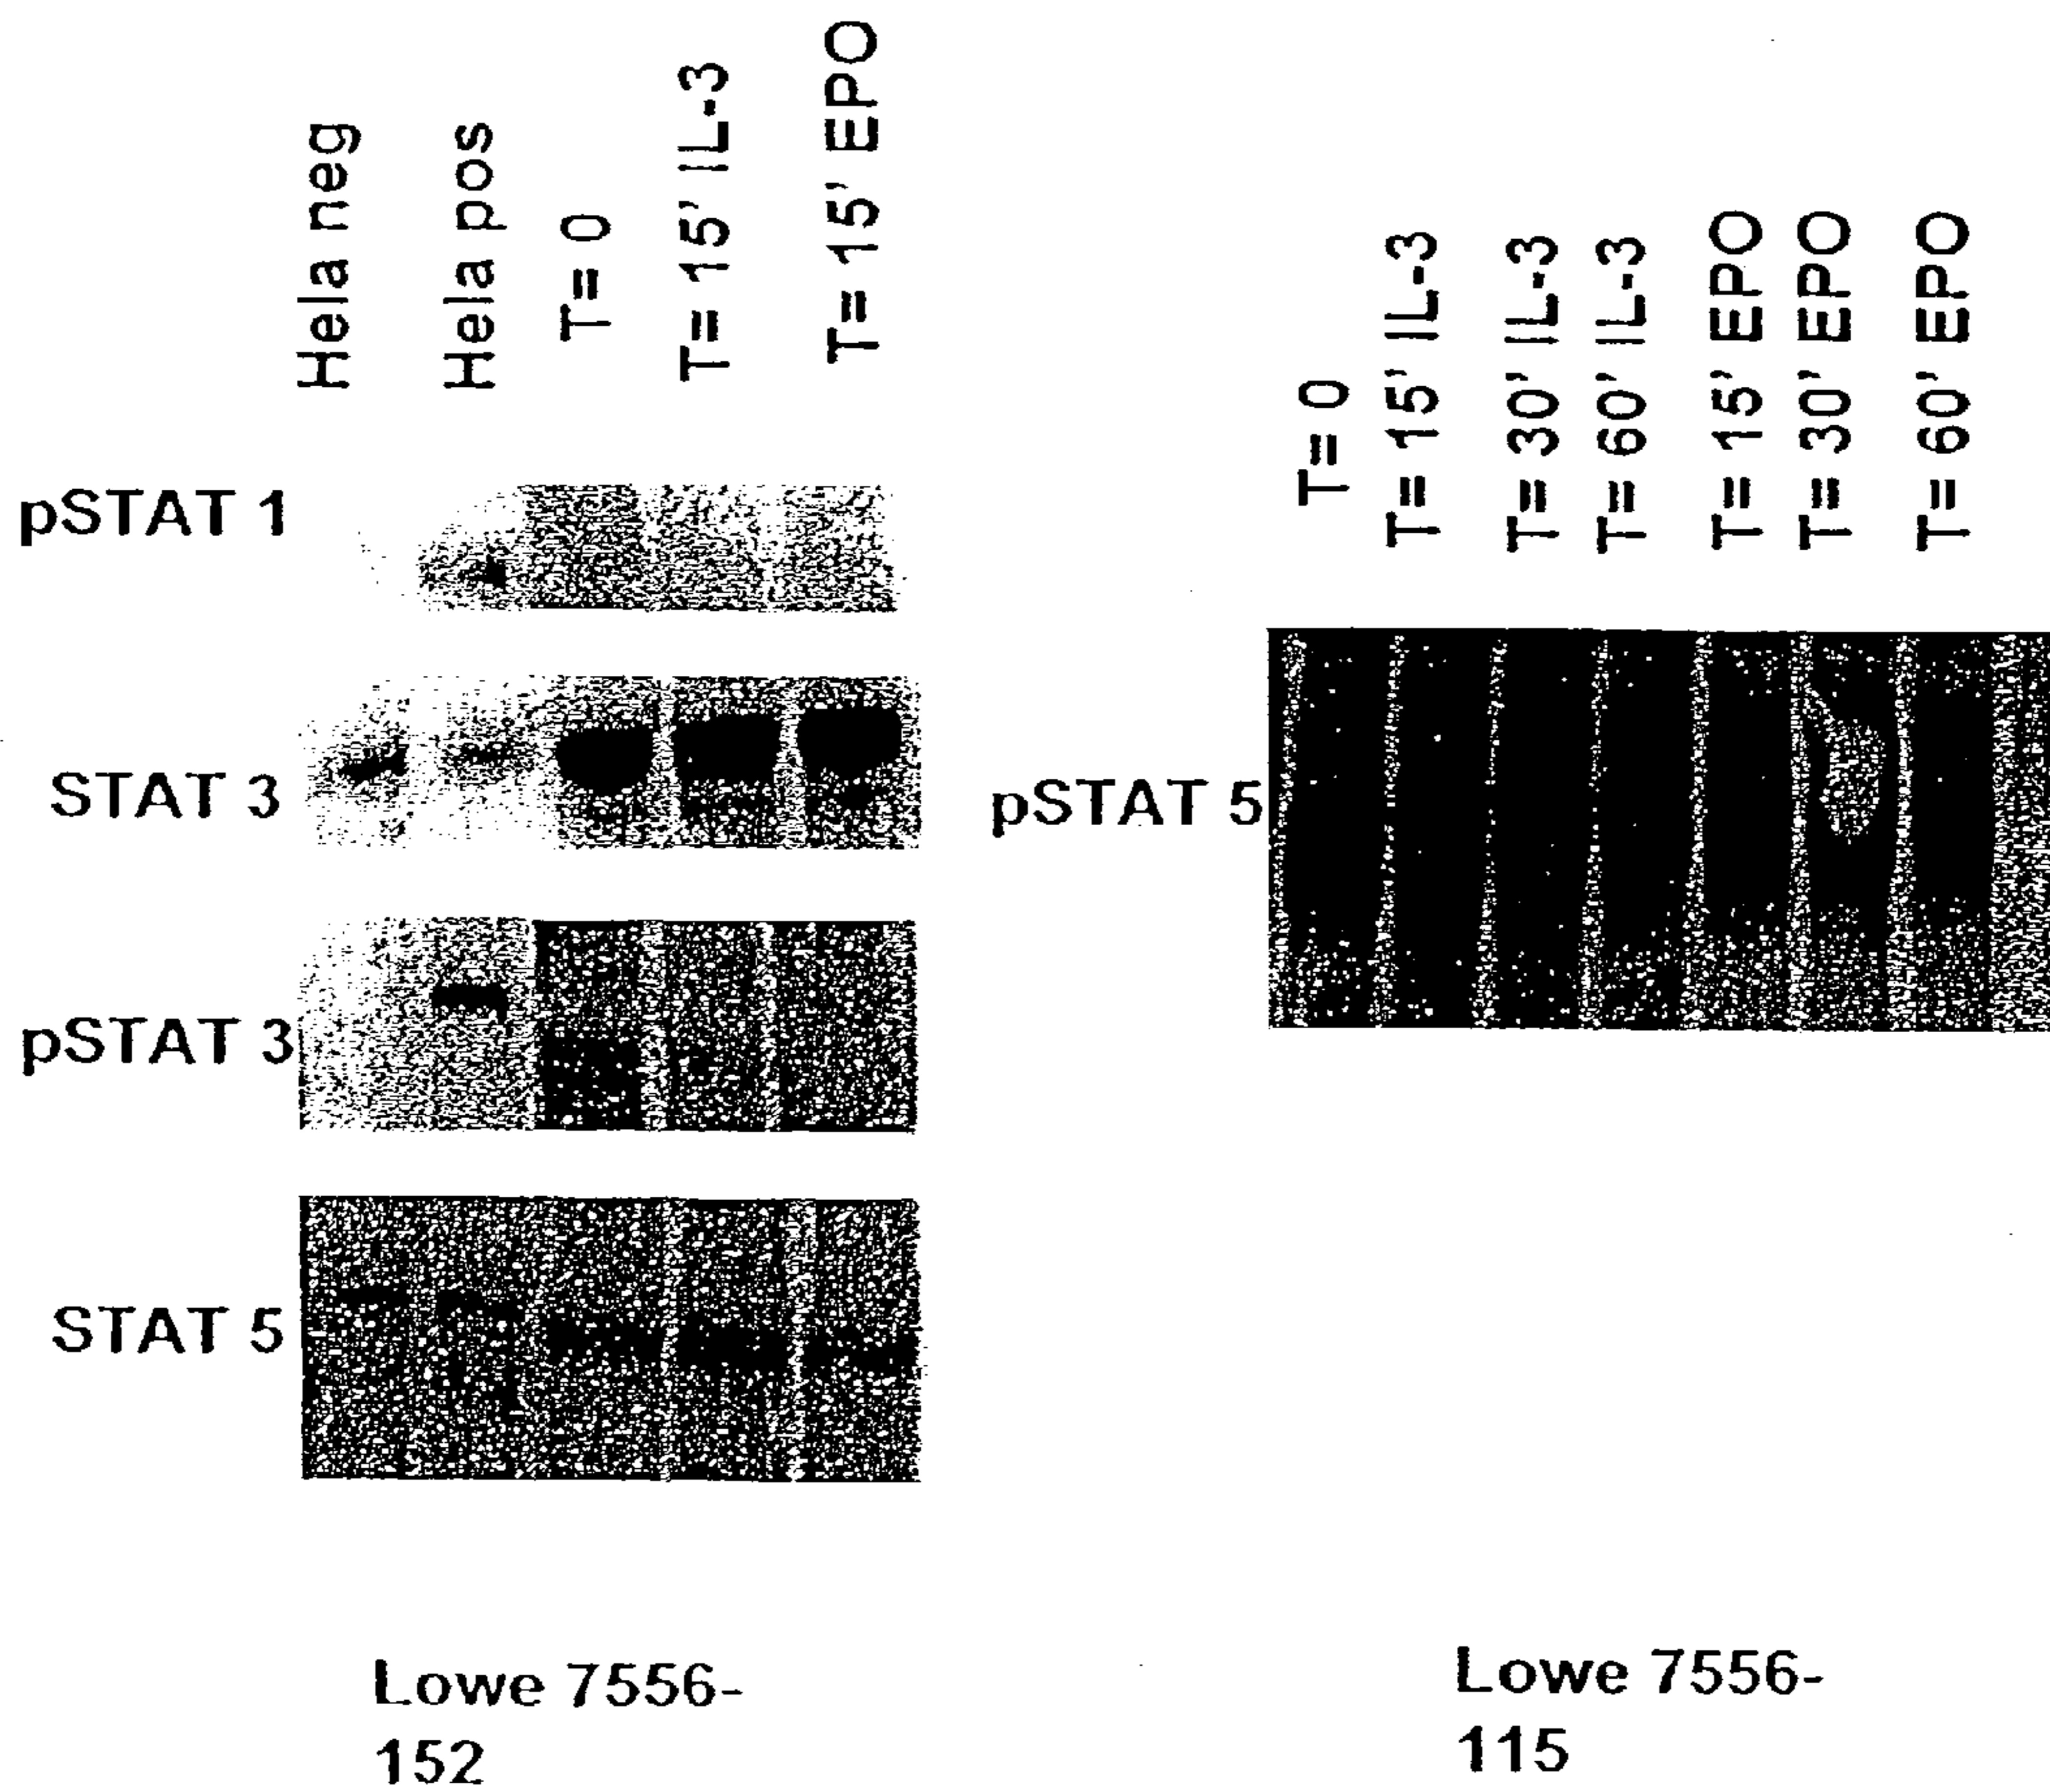 Hela neg
Hela pos
T= 0
T= 15' IL-3
T= 15' EPO
pSTAT 1
STAT 3
pSTAT 3
STAT 5
Lowe 7556-
152
T= 0
T= 15' IL-3
T= 30' IL-3
T= 60' IL-3
T= 15' EPO
T= 30' EPO
T= 60' EPO
pSTAT 5
Lowe 7556-
115